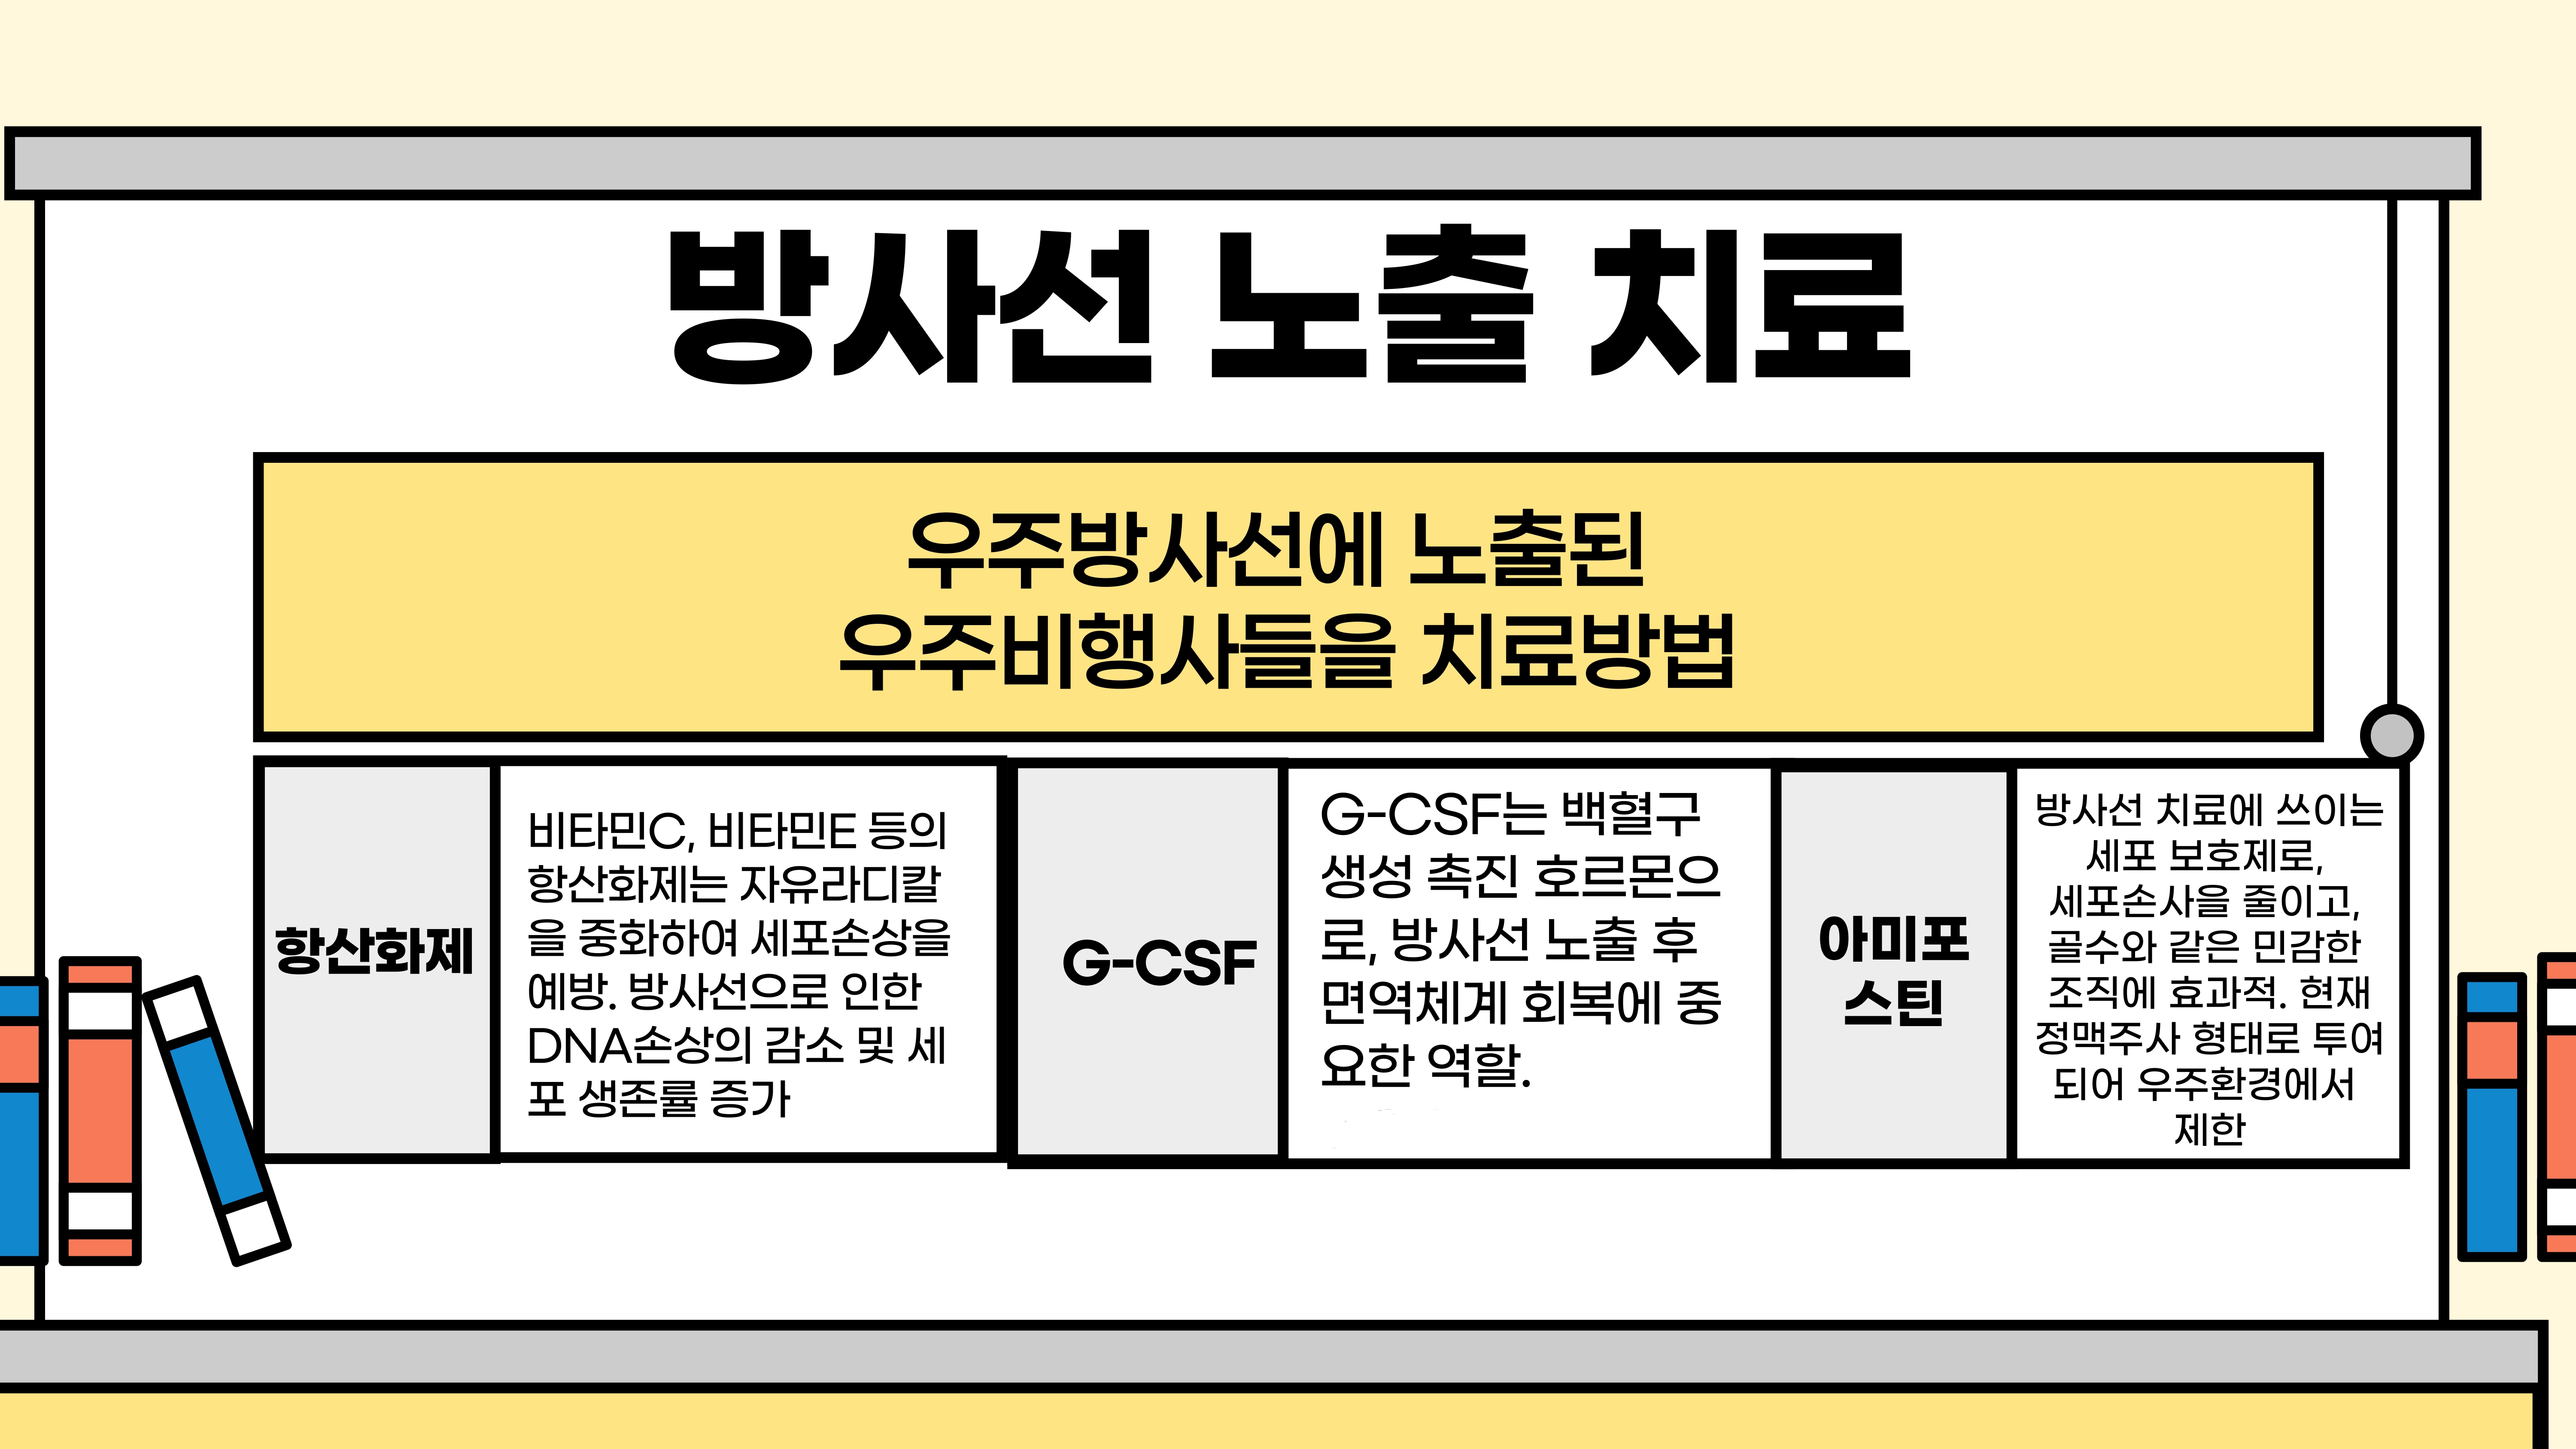 방사선 노출 치료
우주방사선에 노출된
우주비행사들을 치료방법
항산화제
비타민C, 비타민E 등의
항산화제는 자유라디칼
을 중화하여 세포손상을
예방. 방사선으로 인한
DNA손상의 감소 및 세
포 생존률 증가
G-CSF
G-CSF는 백혈구
생성 촉진 호르몬으
로, 방사선 노출 후
면역체계 회복에 중
요한 역할.
아미포
스틴
방사선 치료에 쓰이는
세포 보호제로,
세포손사을 줄이고,
골수와 같은 민감한
조직에 효과적. 현재
정맥주사 형태로 투여
되어 우주환경에서
제한